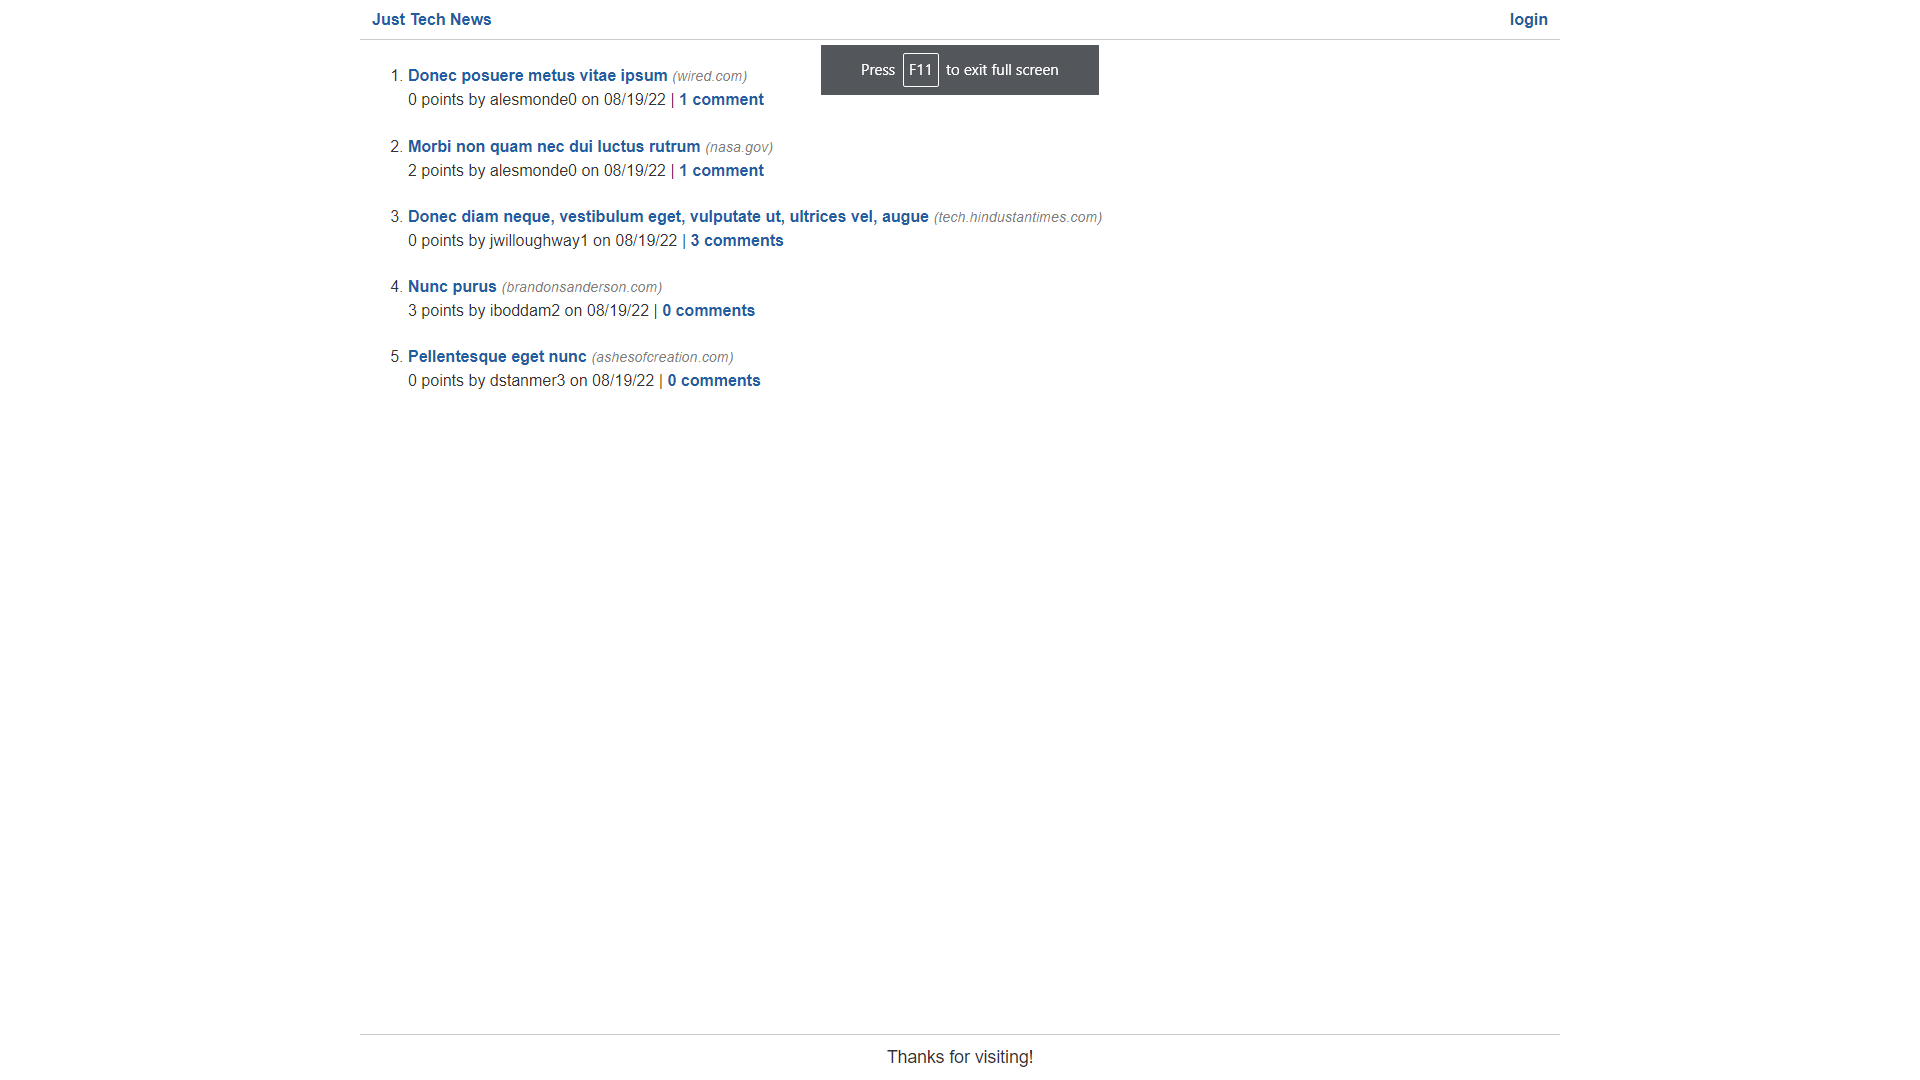 Just Tech News
login
Press F11 to exit full screen
1. Donec posuere metus vitae ipsum (wired.com)
0 points by alesmonde0 on 08/19/22 | 1 comment
2. Morbi non quam nec dui luctus rutrum (nasa.gov)
2 points by alesmonde0 on 08/19/22 | 1 comment
3. Donec diam neque, vestibulum eget, vulputate ut, ultrices vel, augue (tech.hindustantimes.com)
0 points by jwilloughway1 on 08/19/22 | 3 comments
4. Nunc purus (brandonsanderson.com)
3 points by iboddam2 on 08/19/22 | 0 comments
5. Pellentesque eget nunc (ashesofcreation.com)
0 points by dstanmer3 on 08/19/22 | 0 comments
Thanks for visiting!